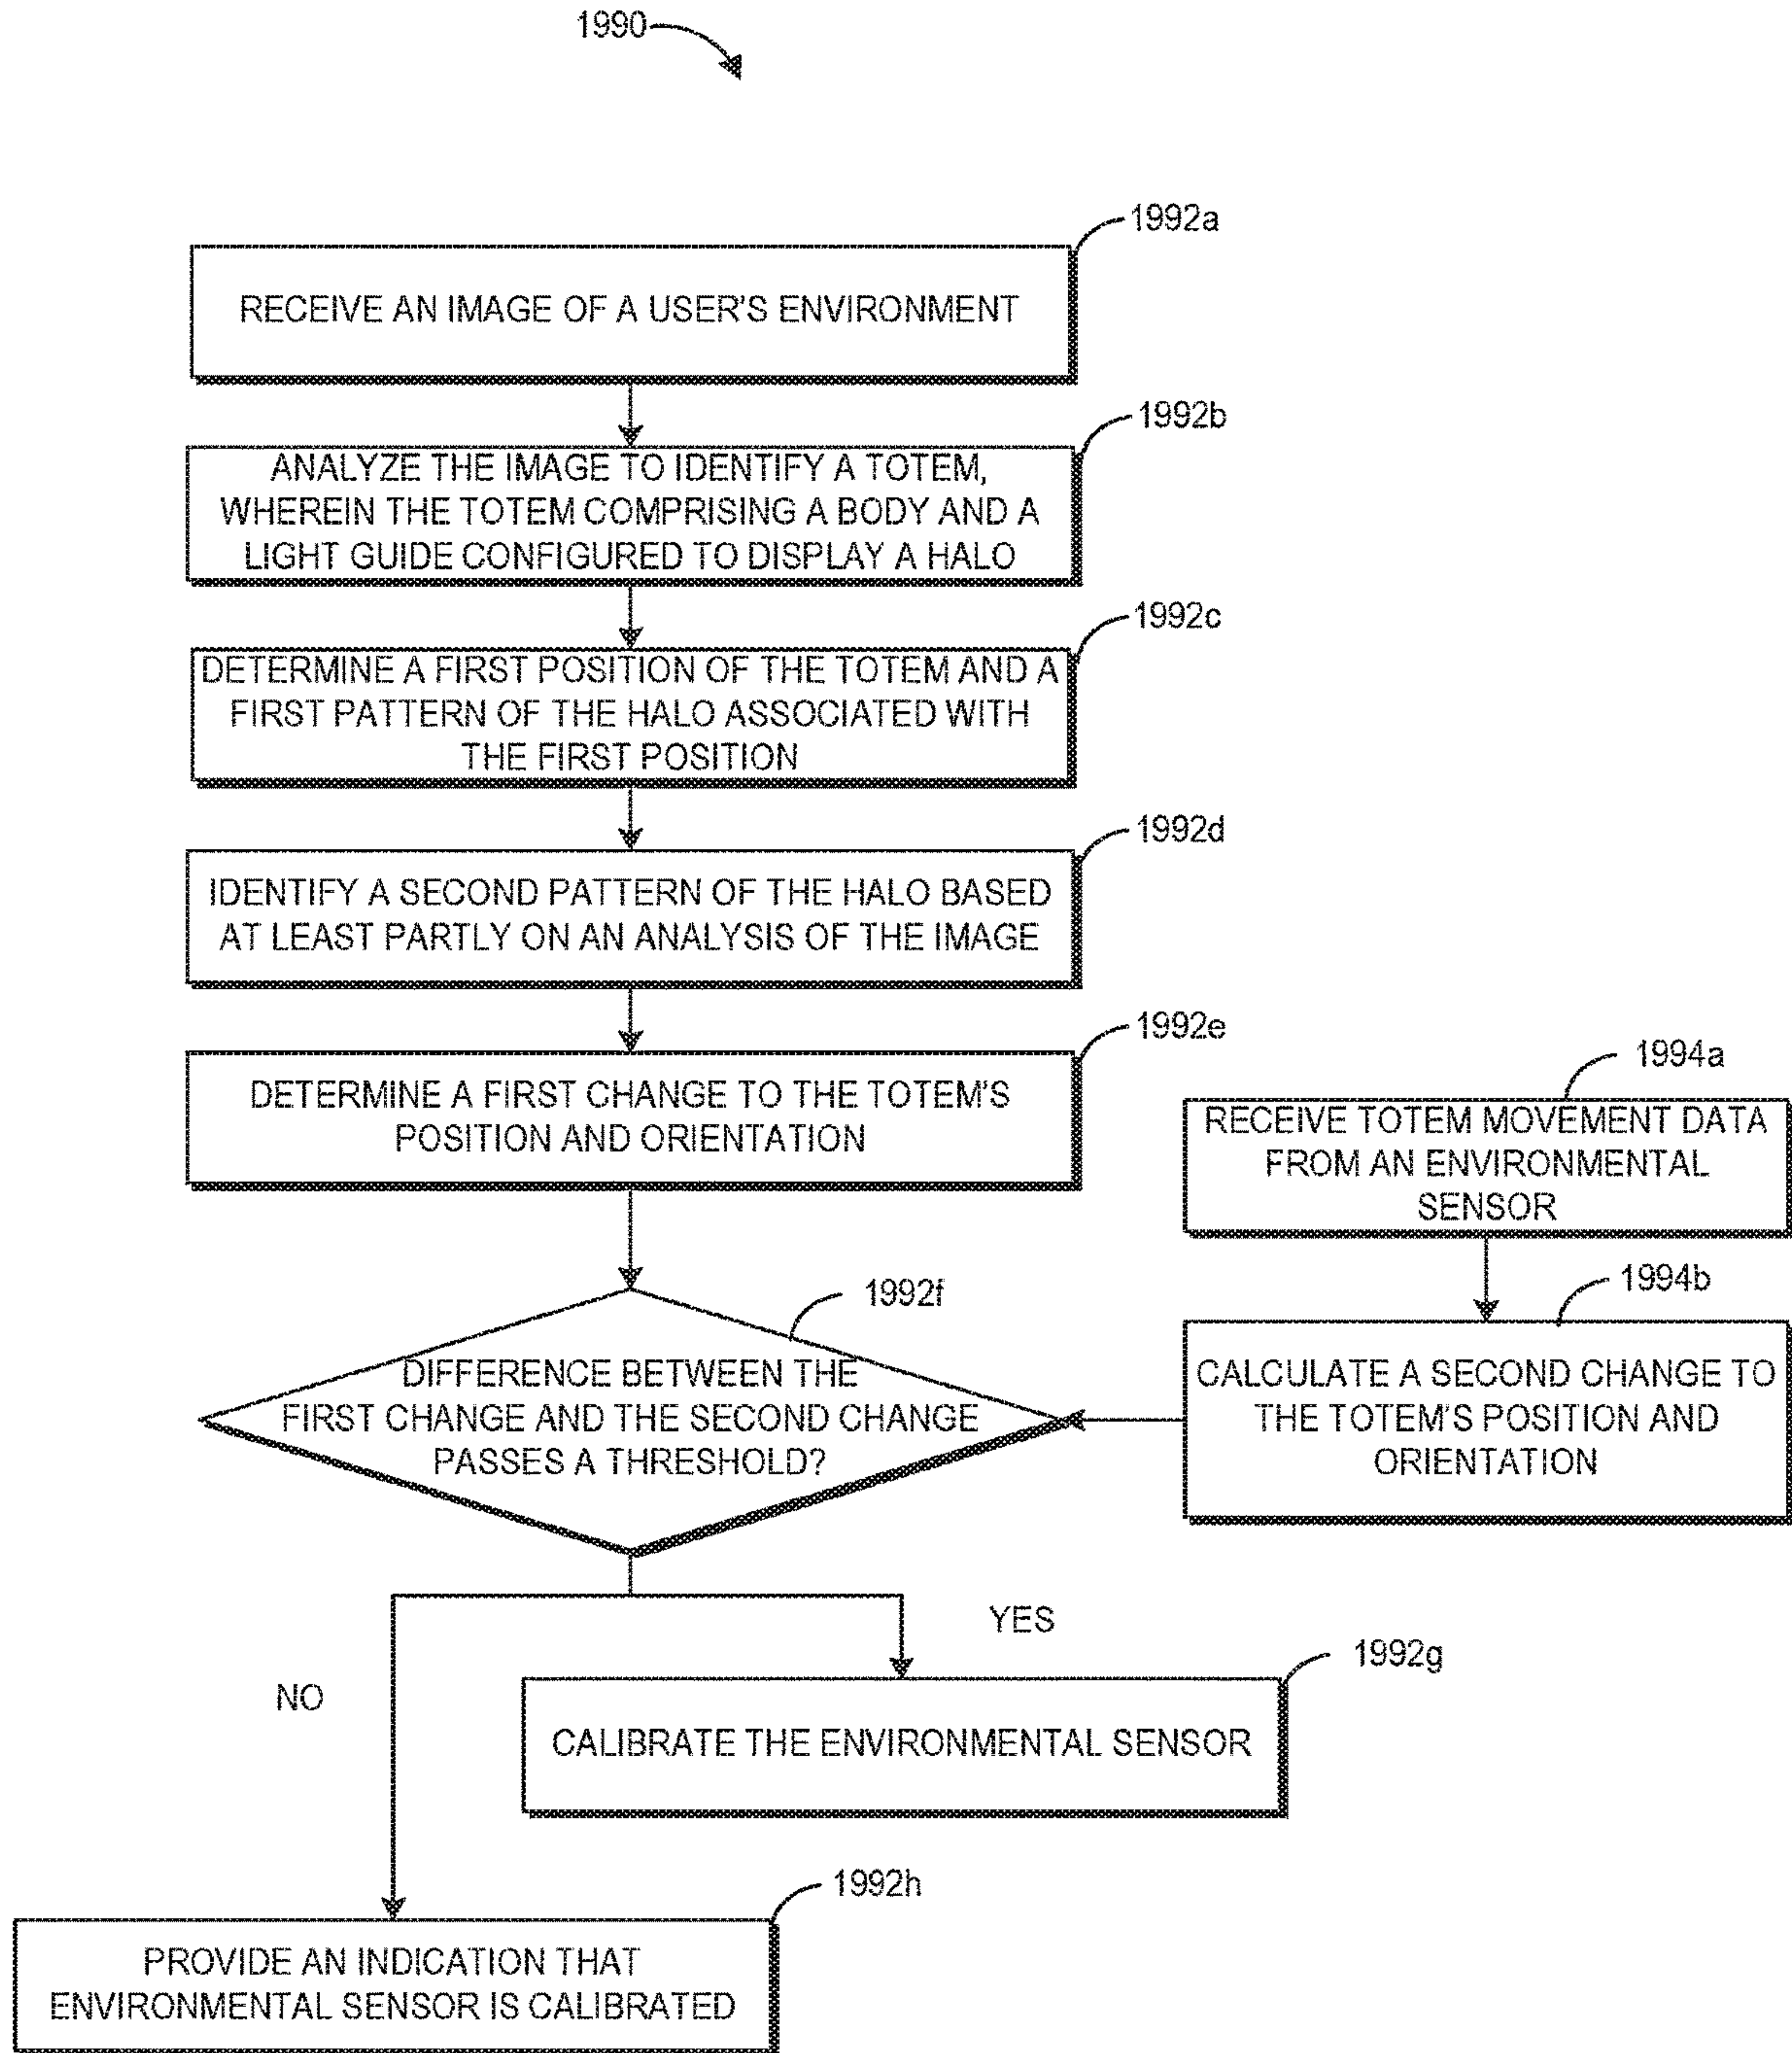 1990
1992a
RECEIVE AN IMAGE OF A USER'S ENVIRONMENT
1992b
ANALYZE THE IMAGE TO IDENTIFY A TOTEM,
WHEREIN THE TOTEM COMPRISING A BODY AND A
LIGHT GUIDE CONFIGURED TO DISPLAY A HALO
1992c
DETERMINE A FIRST POSITION OF THE TOTEM AND A
FIRST PATTERN OF THE HALO ASSOCIATED WITH
THE FIRST POSITION
1992d
IDENTIFY A SECOND PATTERN OF THE HALO BASED
AT LEAST PARTLY ON AN ANALYSIS OF THE IMAGE
1992e
DETERMINE A FIRST CHANGE TO THE TOTEM'S
POSITION AND ORIENTATION
1994a
RECEIVE TOTEM MOVEMENT DATA
FROM AN ENVIRONMENTAL
SENSOR
1994b
CALCULATE A SECOND CHANGE TO
THE TOTEM'S POSITION AND
ORIENTATION
1992f
DIFFERENCE BETWEEN THE
FIRST CHANGE AND THE SECOND CHANGE
PASSES A THRESHOLD?
YES
1992g
CALIBRATE THE ENVIRONMENTAL SENSOR
NO
1992h
PROVIDE AN INDICATION THAT
ENVIRONMENTAL SENSOR IS CALIBRATED